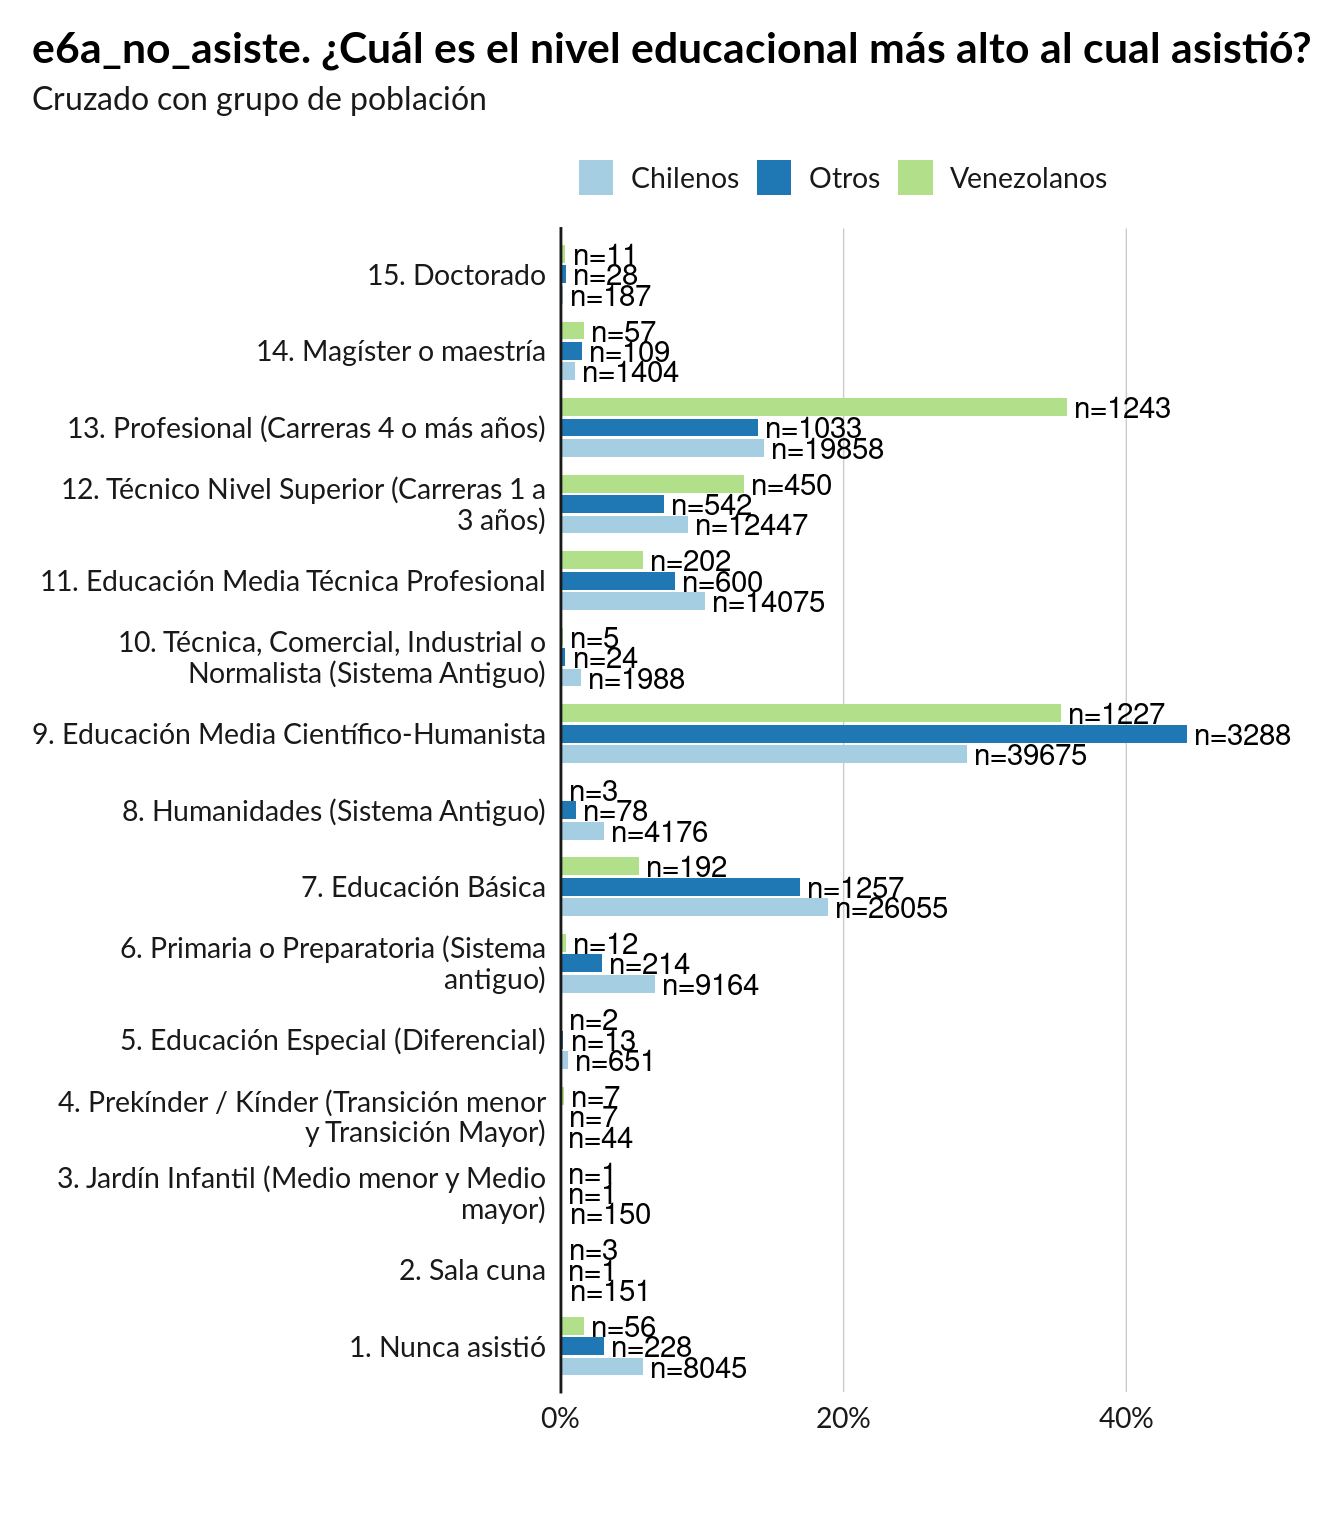 e6a_no_asiste. ¿Cuál es el nivel educacional más alto al cual asistió?
Cruzado con grupo de población
Chilenos Otros Venezolanos
15. Doctorado
n=11
n=28
n=187
14. Magíster o maestría
n=57
n=109
n=1404
13. Profesional (Carreras 4 o más años)
n=1243
n=1033
n=19858
12. Técnico Nivel Superior (Carreras 1 a
3 años)
n=450
n=542
n=12447
11. Educación Media Técnica Profesional
n=202
n=600
n=14075
10. Técnica, Comercial, Industrial o
Normalista (Sistema Antiguo)
n=5
n=24
n=1988
9. Educación Media Científico-Humanista
n=1227
n=3288
n=39675
8. Humanidades (Sistema Antiguo)
n=3
n=78
n=4176
7. Educación Básica
n=192
n=1257
n=26055
6. Primaria o Preparatoria (Sistema
antiguo)
n=12
n=214
n=9164
5. Educación Especial (Diferencial)
n=2
n=13
n=651
4. Prekínder / Kínder (Transición menor
y Transición Mayor)
n=7
n=7
n=44
3. Jardín Infantil (Medio menor y Medio
mayor)
n=1
n=1
n=150
2. Sala cuna
n=3
n=1
n=151
1. Nunca asistió
n=56
n=228
n=8045
0% 20% 40%